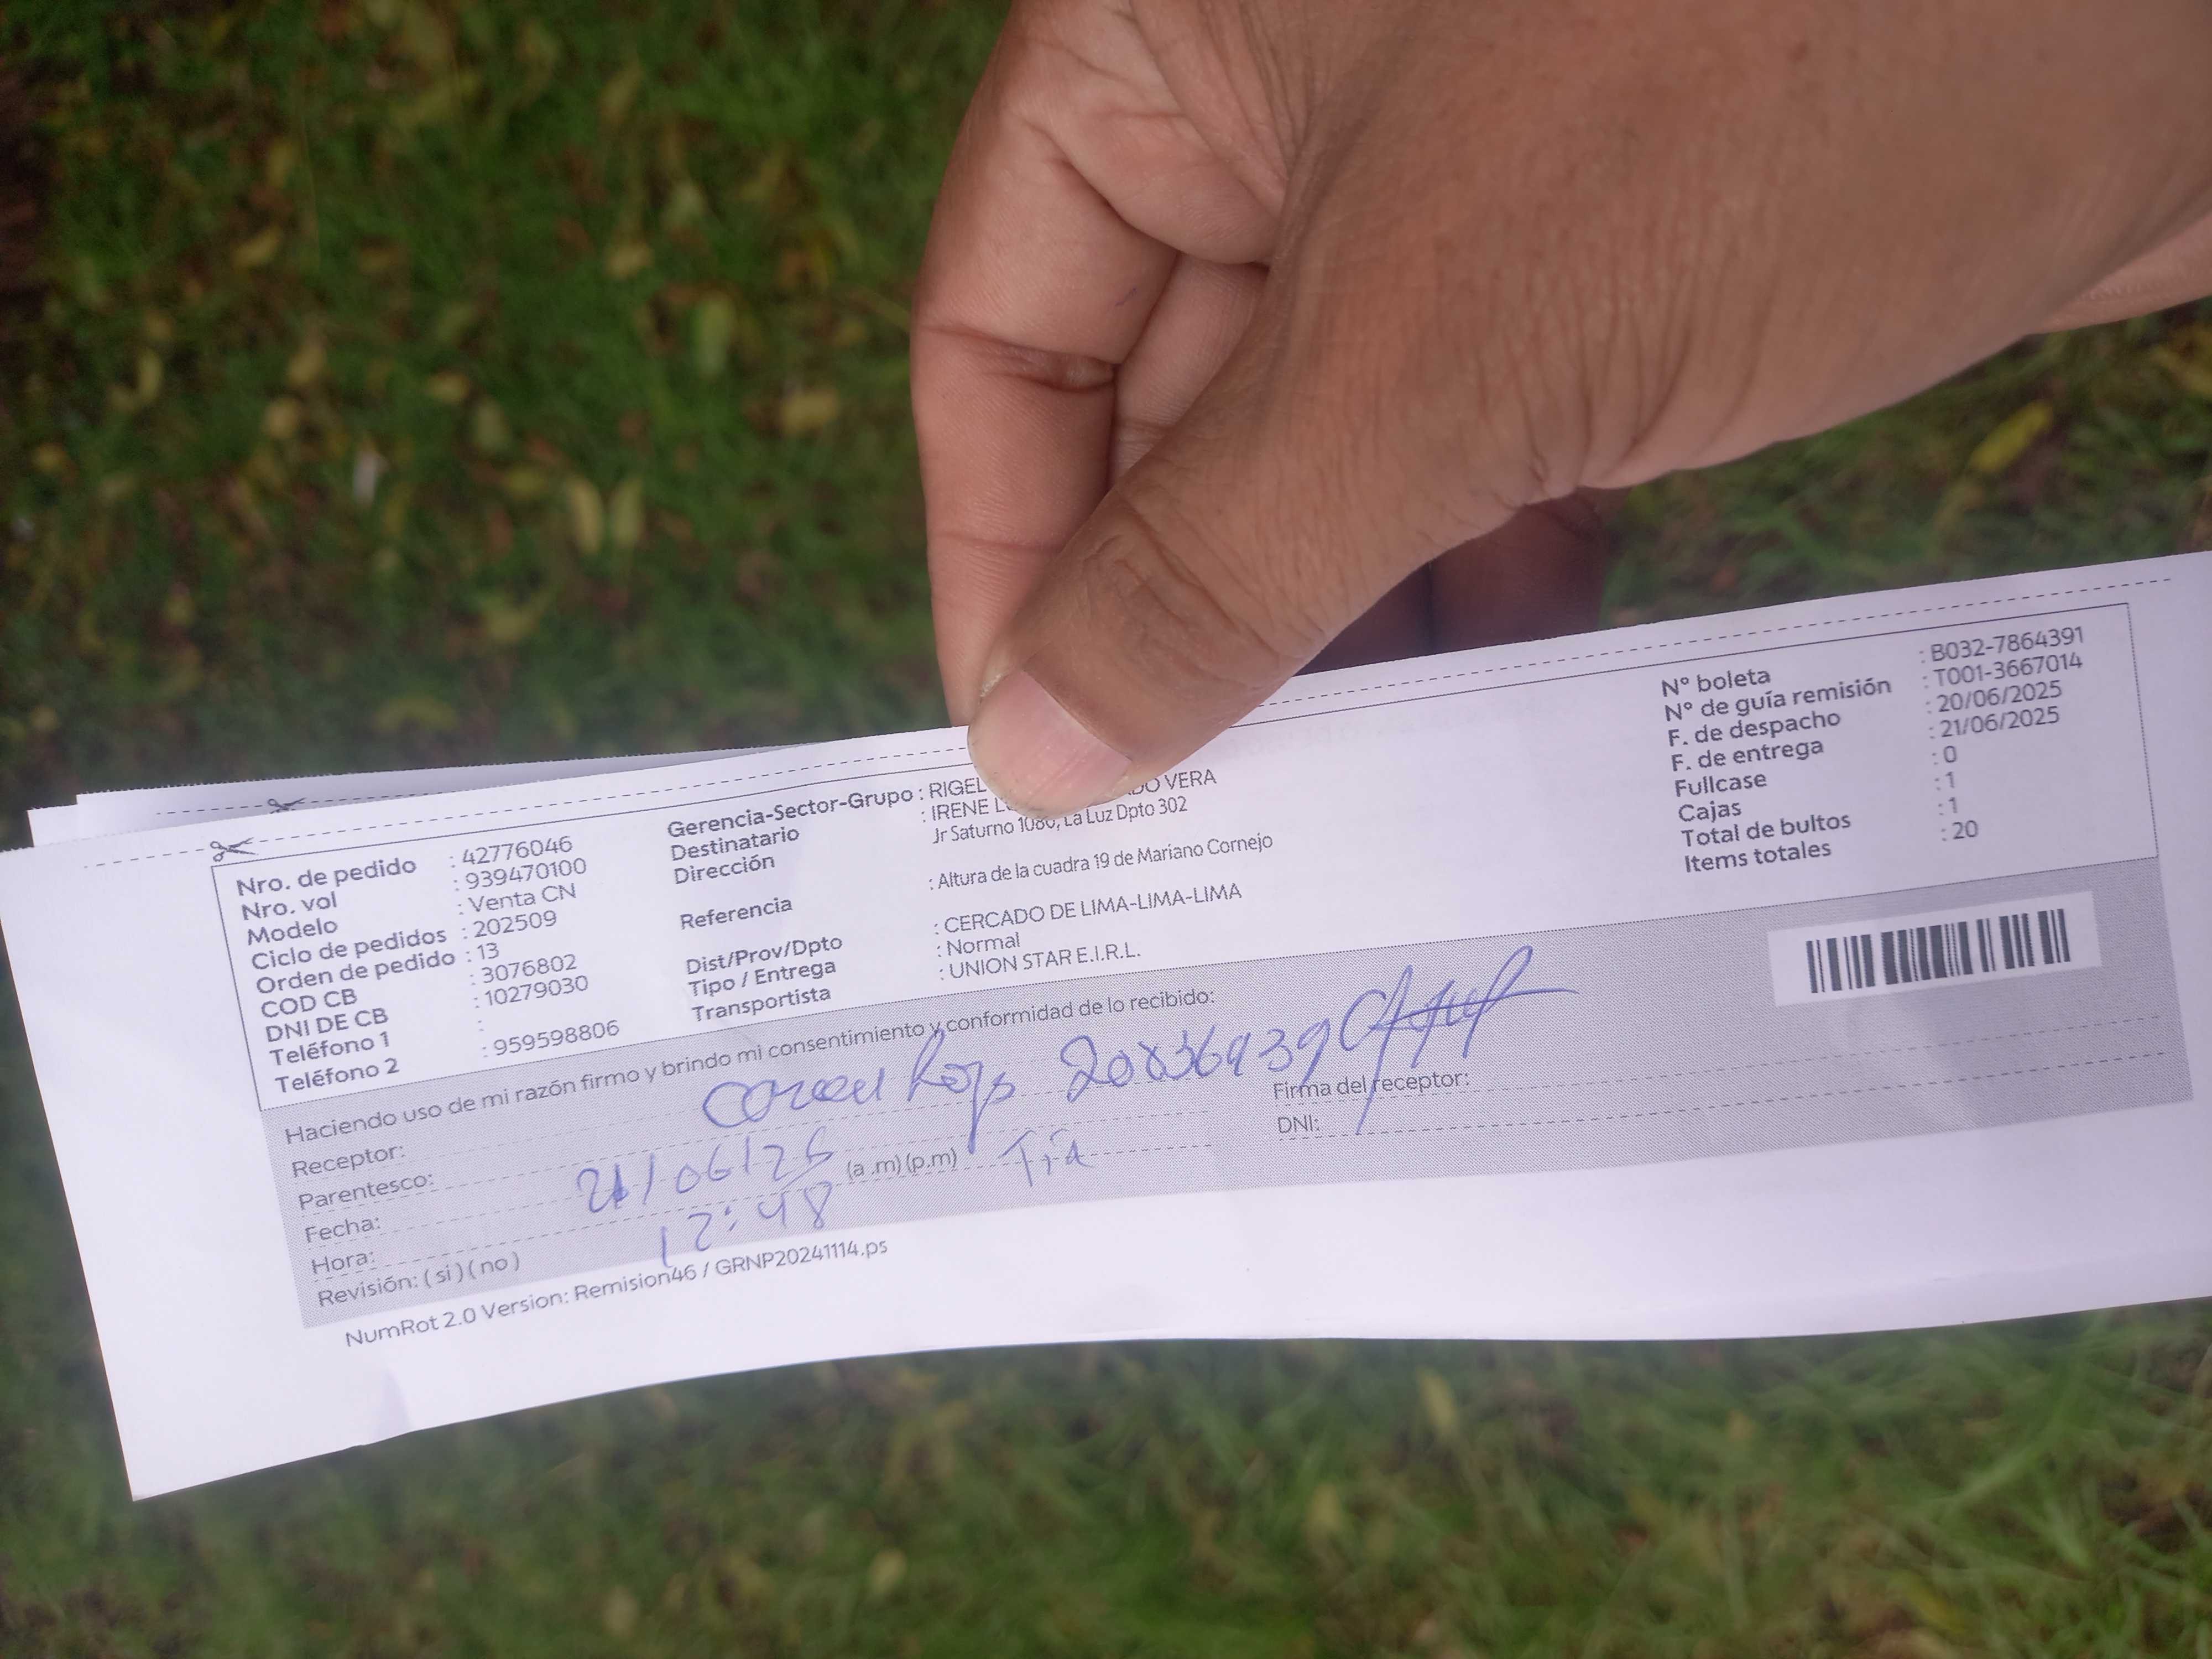 Nro. de pedido : 42776046
Nro. vol : 939470100
Modelo : Venta CN
Ciclo de pedidos : 202509
Orden de pedido : 13
COD CB : 3076802
DNI DE CB : 10279030
Teléfono 1 :
Teléfono 2 : 959598806
Gerencia-Sector-Grupo : RIGEL
Destinatario : IRENE VERA
Dirección Jr Saturno 1080, La Luz Dpto 302
Referencia : Altura de la cuadra 19 de Mariano Cornejo
Dist/Prov/Dpto : CERCADO DE LIMA-LIMA-LIMA
Tipo / Entrega : Normal
Transportista : UNION STAR E.I.R.L.
N° boleta : B032-7864391
N° de guía remisión : T001-3667014
F. de despacho : 20/06/2025
F. de entrega : 21/06/2025
Fullcase : 0
Cajas : 1
Total de bultos : 1
Items totales : 20
Haciendo uso de mi razón firmo y brindo mi consentimiento y conformidad de lo recibido:
Receptor:
Parentesco: Tía
Fecha: 21/06/25
Hora: 12:48 (a .m) (p.m)
Revisión: ( si ) ( no )
Firma del receptor:
DNI:
NumRot 2.0 Version: Remision46 / GRNP20241114.ps